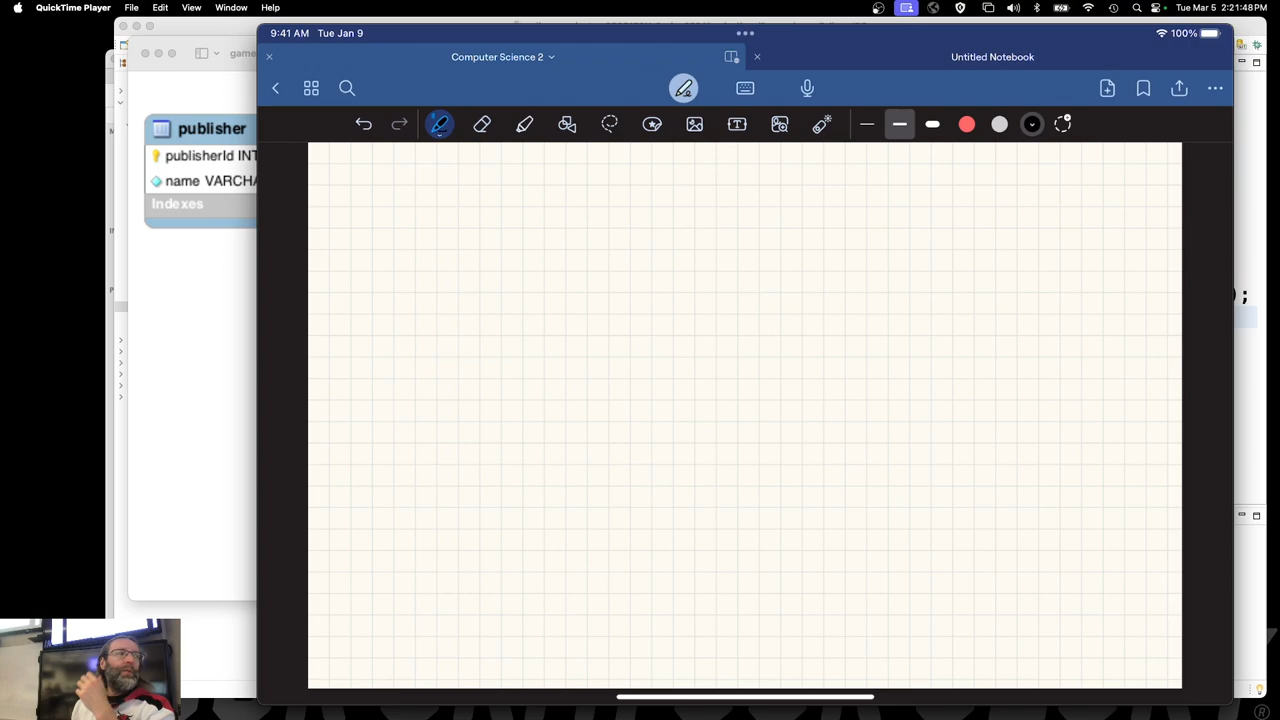 QuickTime Player File Edit View Window Help
Tue Mar 5 2:21:48 PM
9:41 AM Tue Jan 9
100%
Computer Science 2
Untitled Notebook
game
publisher
publisherId INT
name VARCHA
Indexes
);